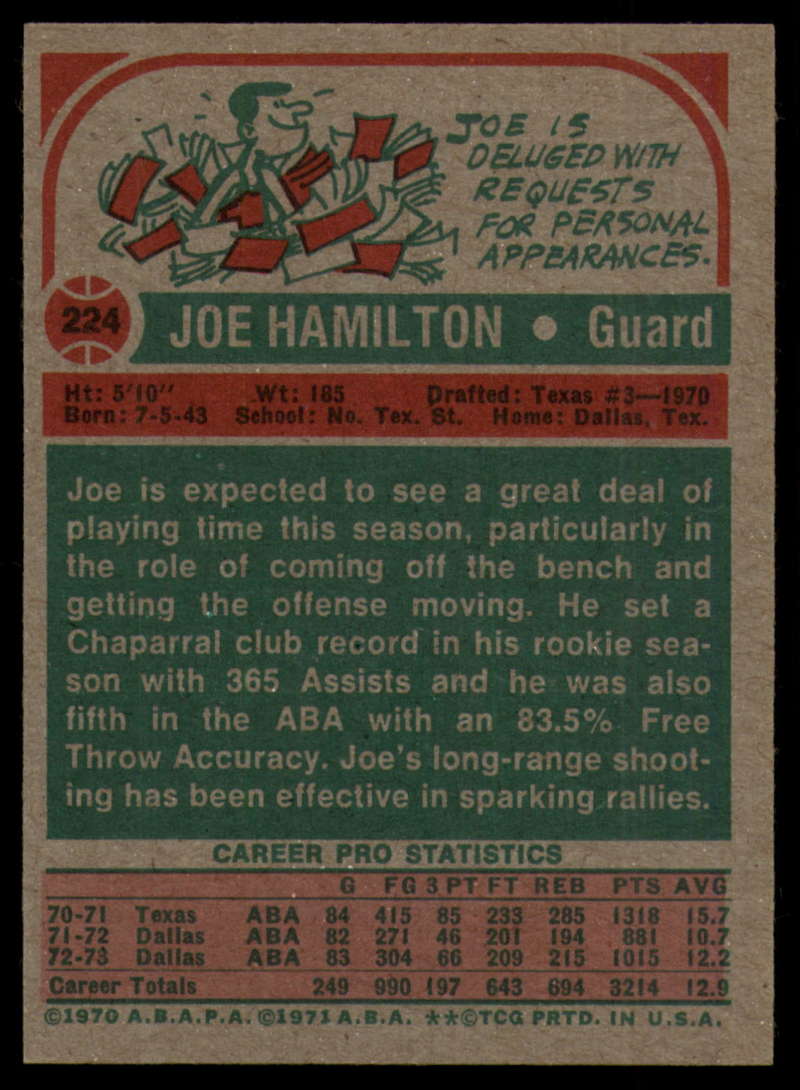 JOE IS
DELUGED WITH
REQUESTS
FOR PERSONAL
APPEARANCES.
224 JOE HAMILTON • Guard
Ht: 5'10" Wt: 185 Drafted: Texas #3—1970
Born: 7-5-43 School: No. Tex. St. Home: Dallas, Tex.
Joe is expected to see a great deal of
playing time this season, particularly in
the role of coming off the bench and
getting the offense moving. He set a
Chaparral club record in his rookie sea-
son with 365 Assists and he was also
fifth in the ABA with an 83.5% Free
Throw Accuracy. Joe's long-range shoot-
ing has been effective in sparking rallies.
CAREER PRO STATISTICS
G FG 3 PT FT REB PTS AVG
70-71 Texas ABA 84 415 85 233 285 1318 15.7
71-72 Dallas ABA 82 271 46 201 194 881 10.7
72-73 Dallas ABA 83 304 66 209 215 1015 12.2
Career Totals 249 990 197 643 694 3214 12.9
©1970 A.B.A.P.A. ©1971 A.B.A. **©TCG PRTD. IN U.S.A.